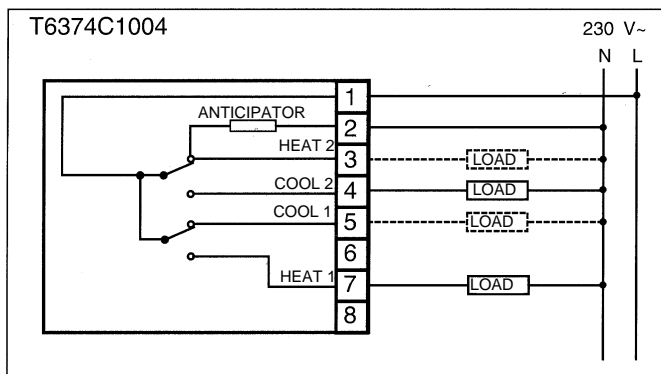 T6374C1004
230 V~
N L
1
ANTICIPATOR
2
HEAT 2
3
LOAD
COOL 2
4
LOAD
COOL 1
5
LOAD
6
HEAT 1
7
LOAD
8